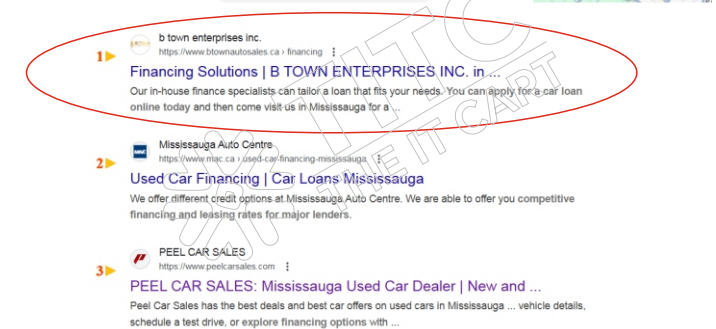 b town enterprises inc.
1 https://www.btownautosales.ca › financing
Financing Solutions | B TOWN ENTERPRISES INC. in ...
Our in-house finance specialists can tailor a loan that fits your needs. You can apply for a car loan
online today and then come visit us in Mississauga for a ...
Mississauga Auto Centre
2 https://www.mac.ca › used-car-financing-mississauga
Used Car Financing | Car Loans Mississauga
We offer different credit options at Mississauga Auto Centre. We are able to offer you competitive
financing and leasing rates for major lenders.
PEEL CAR SALES
3 https://www.peelcarsales.com
PEEL CAR SALES: Mississauga Used Car Dealer | New and ...
Peel Car Sales has the best deals and best car offers on used cars in Mississauga ... vehicle details,
schedule a test drive, or explore financing options with ...
TITC
THE IT CART